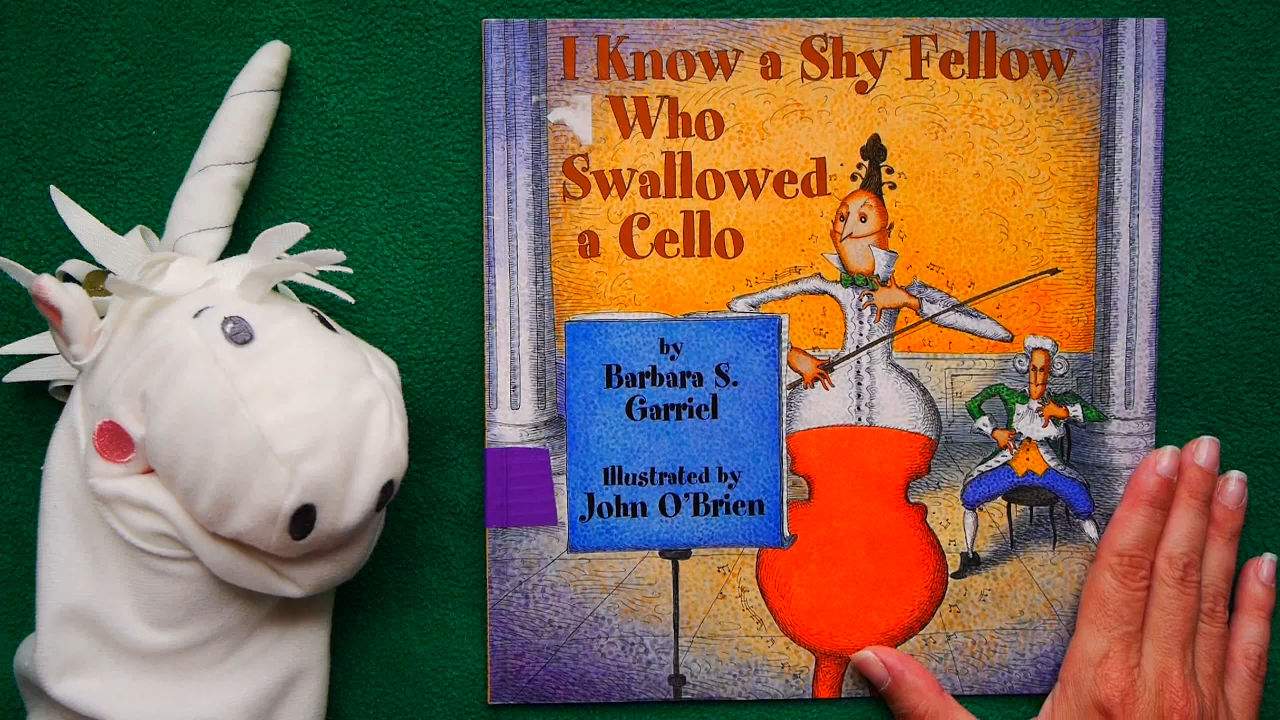 I Know a Shy Fellow
Who
Swallowed
a Cello
by
Barbara S.
Garriel
Illustrated by
John O'Brien